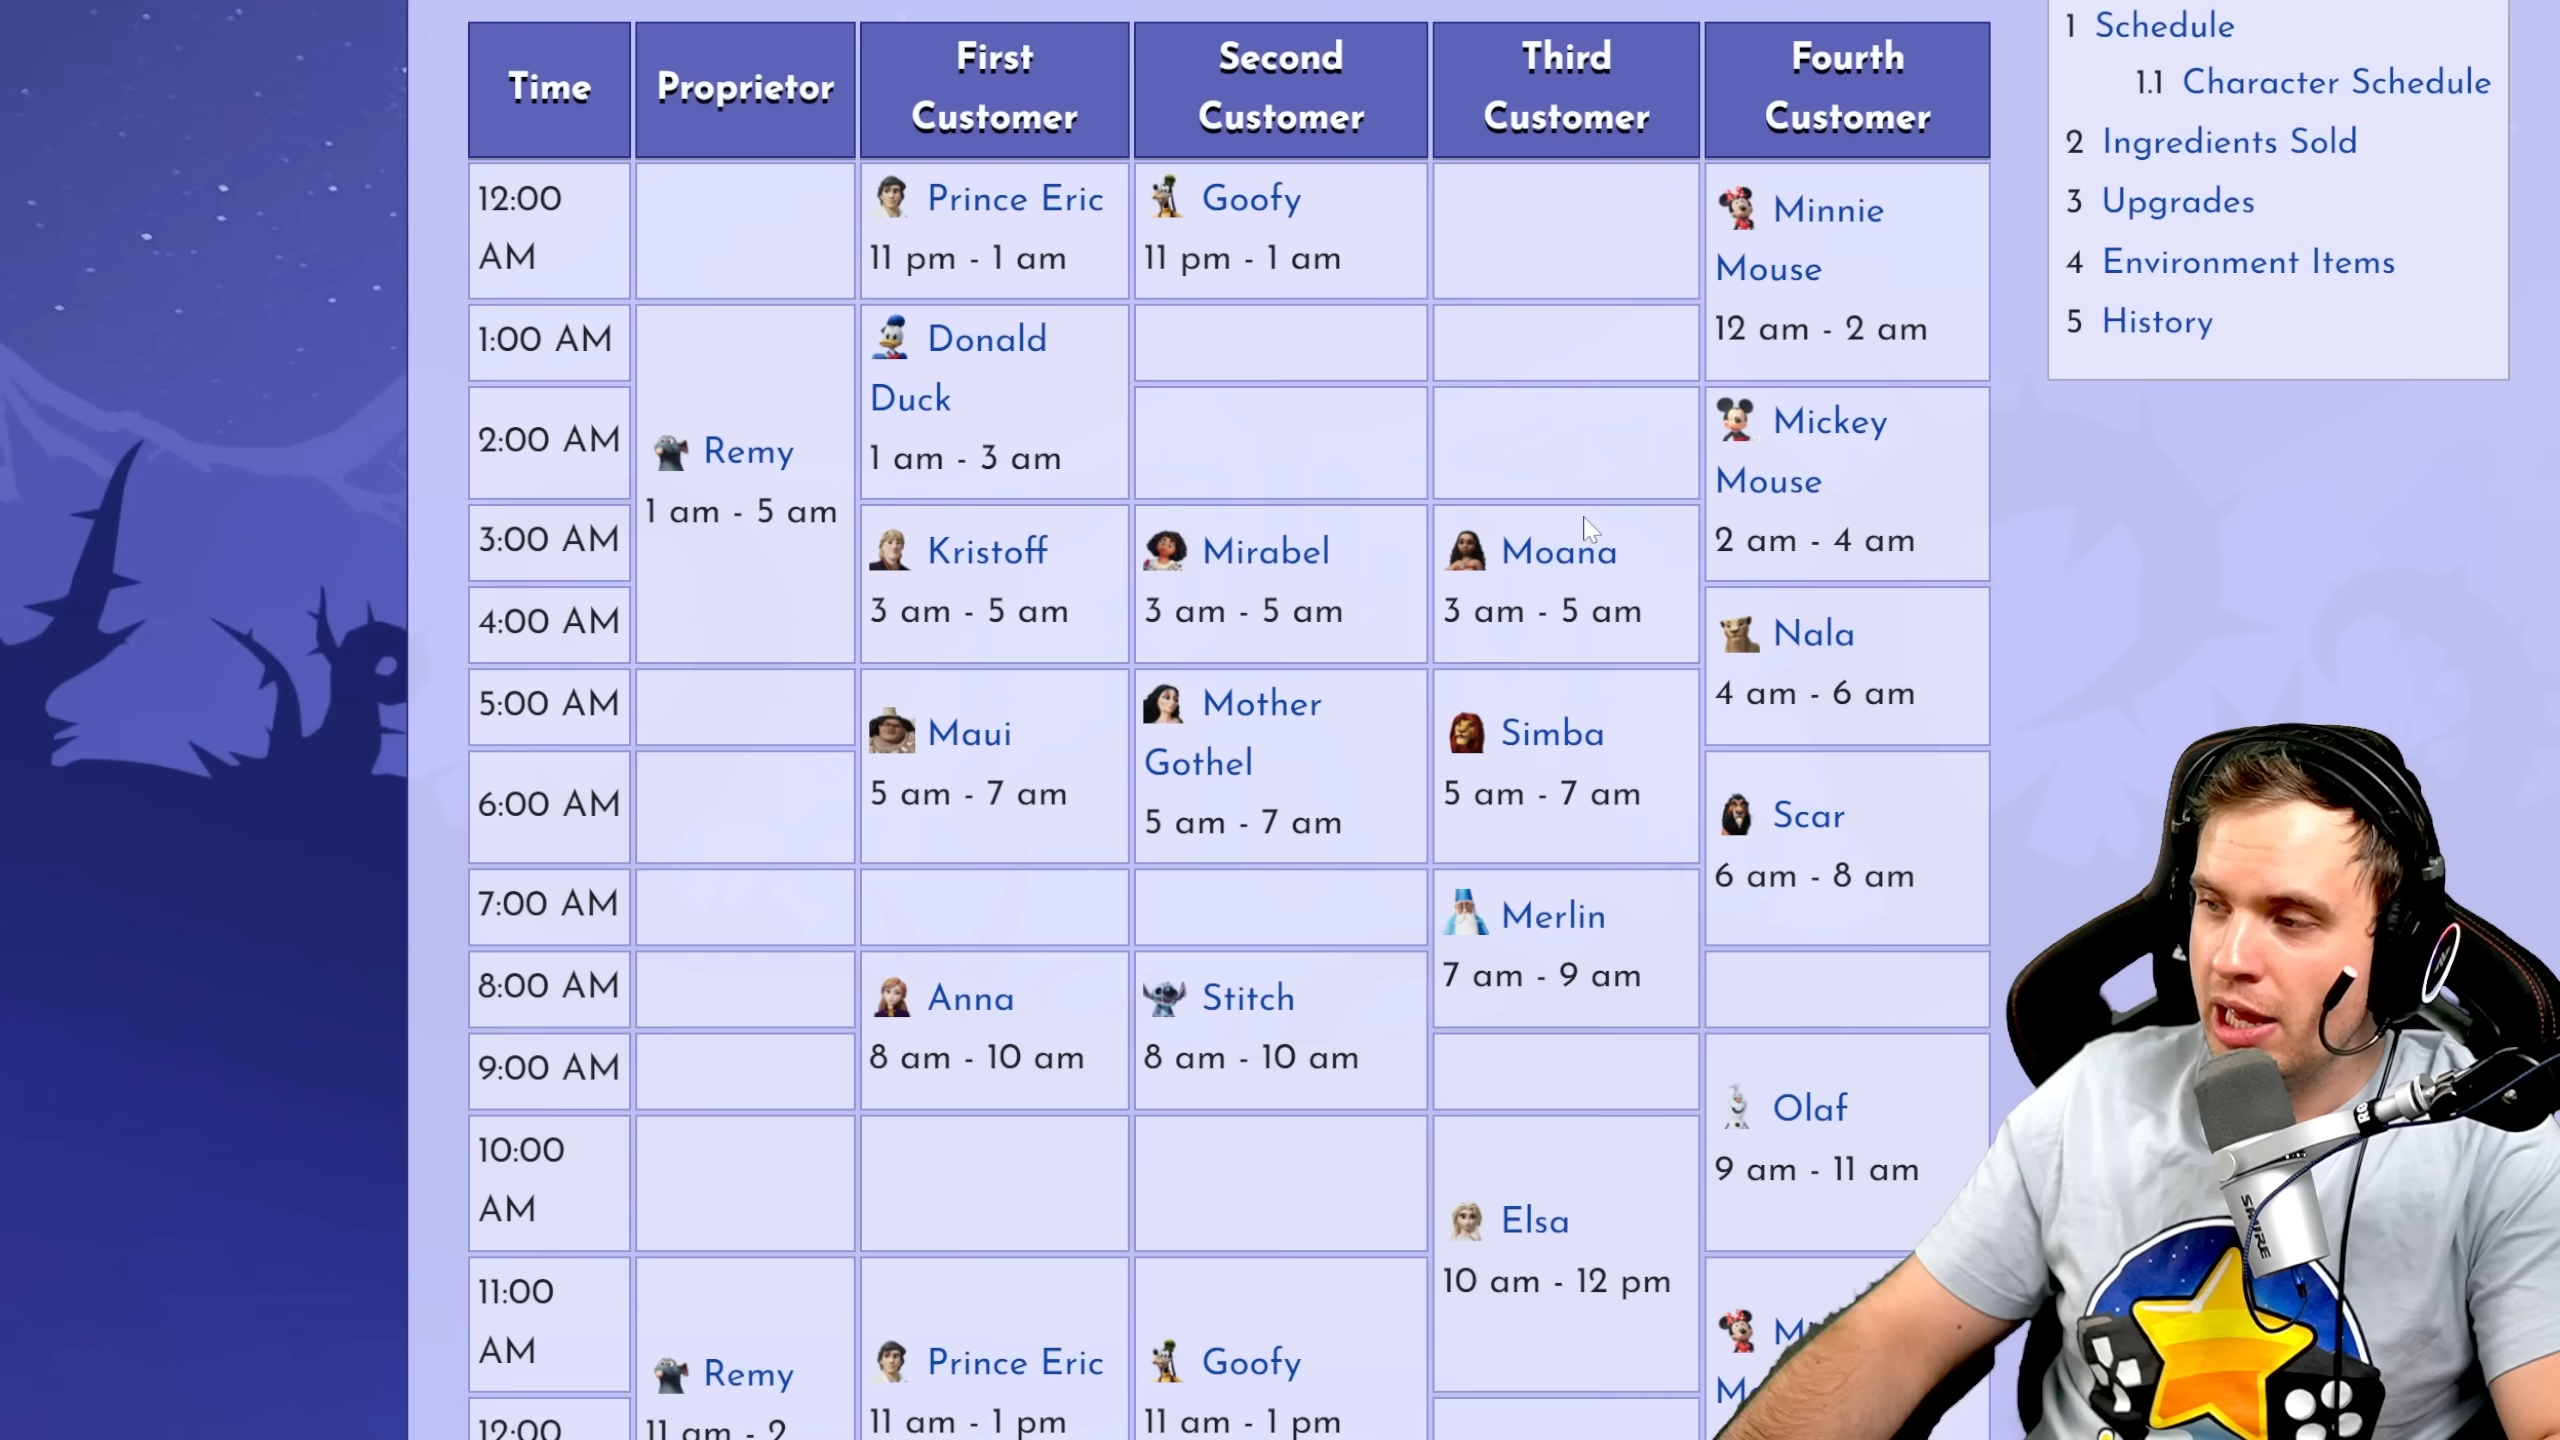 Time
Proprietor
First
Customer
Second
Customer
Third
Customer
Fourth
Customer
12:00
AM
Prince Eric
11 pm - 1 am
Goofy
11 pm - 1 am
Minnie
Mouse
12 am - 2 am
1:00 AM
Remy
1 am - 5 am
Donald
Duck
1 am - 3 am
2:00 AM
Mickey
Mouse
2 am - 4 am
3:00 AM
Kristoff
3 am - 5 am
Mirabel
3 am - 5 am
Moana
3 am - 5 am
4:00 AM
Nala
4 am - 6 am
5:00 AM
Maui
5 am - 7 am
Mother
Gothel
5 am - 7 am
Simba
5 am - 7 am
6:00 AM
Scar
6 am - 8 am
7:00 AM
Merlin
7 am - 9 am
8:00 AM
Anna
8 am - 10 am
Stitch
8 am - 10 am
9:00 AM
Olaf
9 am - 11 am
10:00
AM
Elsa
10 am - 12 pm
11:00
AM
Remy
11 am - 2
Prince Eric
11 am - 1 pm
Goofy
11 am - 1 pm
12:00
1 Schedule
1.1 Character Schedule
2 Ingredients Sold
3 Upgrades
4 Environment Items
5 History
SHURE